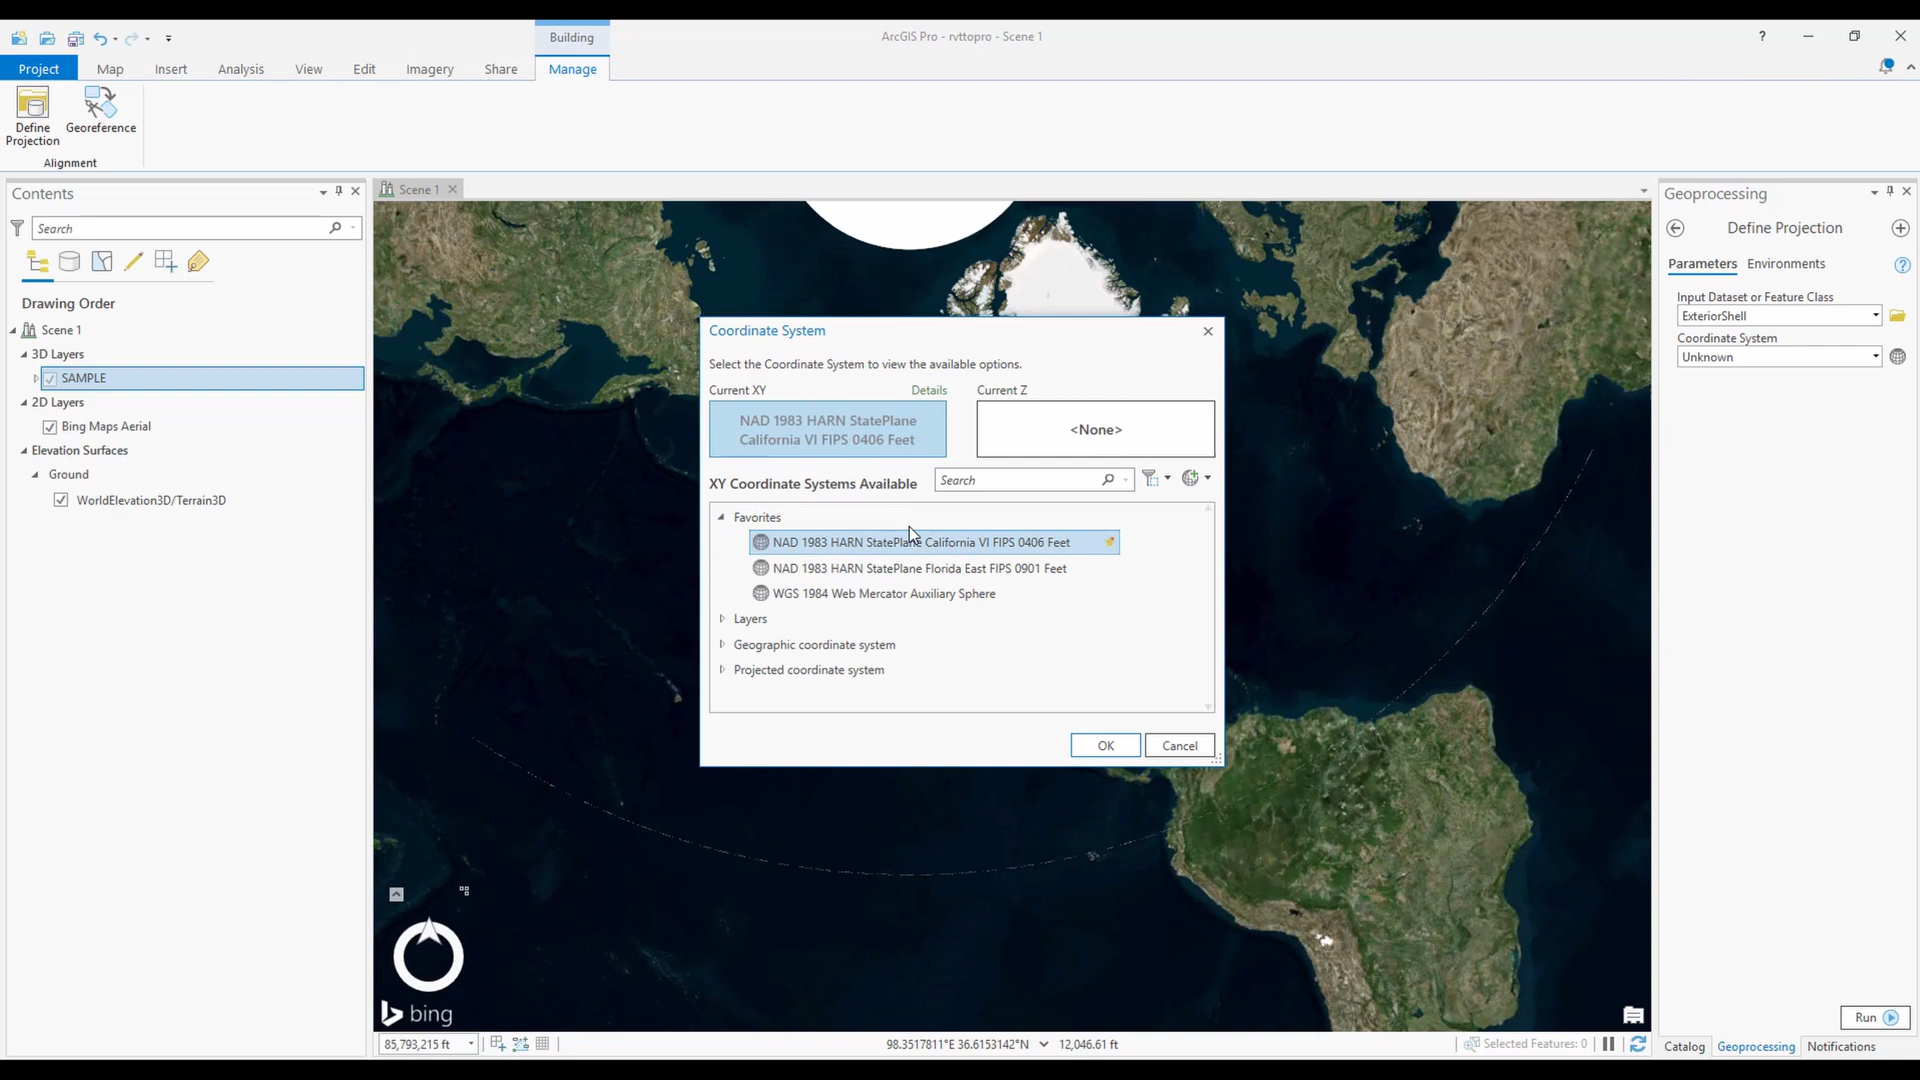 Building
ArcGIS Pro - rvttopro - Scene 1
?
Project
Map
Insert
Analysis
View
Edit
Imagery
Share
Manage
Define
Projection
Georeference
Alignment
Contents
Search
Drawing Order
Scene 1
3D Layers
SAMPLE
2D Layers
Bing Maps Aerial
Elevation Surfaces
Ground
WorldElevation3D/Terrain3D
Scene 1
Coordinate System
Select the Coordinate System to view the available options.
Current XY
Details
Current Z
NAD 1983 HARN StatePlane
California VI FIPS 0406 Feet
<None>
XY Coordinate Systems Available
Search
Favorites
NAD 1983 HARN StatePlane California VI FIPS 0406 Feet
NAD 1983 HARN StatePlane Florida East FIPS 0901 Feet
WGS 1984 Web Mercator Auxiliary Sphere
Layers
Geographic coordinate system
Projected coordinate system
OK
Cancel
bing
85,793,215 ft
98.3517811°E 36.6153142°N
12,046.61 ft
Selected Features: 0
Geoprocessing
Define Projection
Parameters
Environments
?
Input Dataset or Feature Class
ExteriorShell
Coordinate System
Unknown
Run
Catalog
Geoprocessing
Notifications